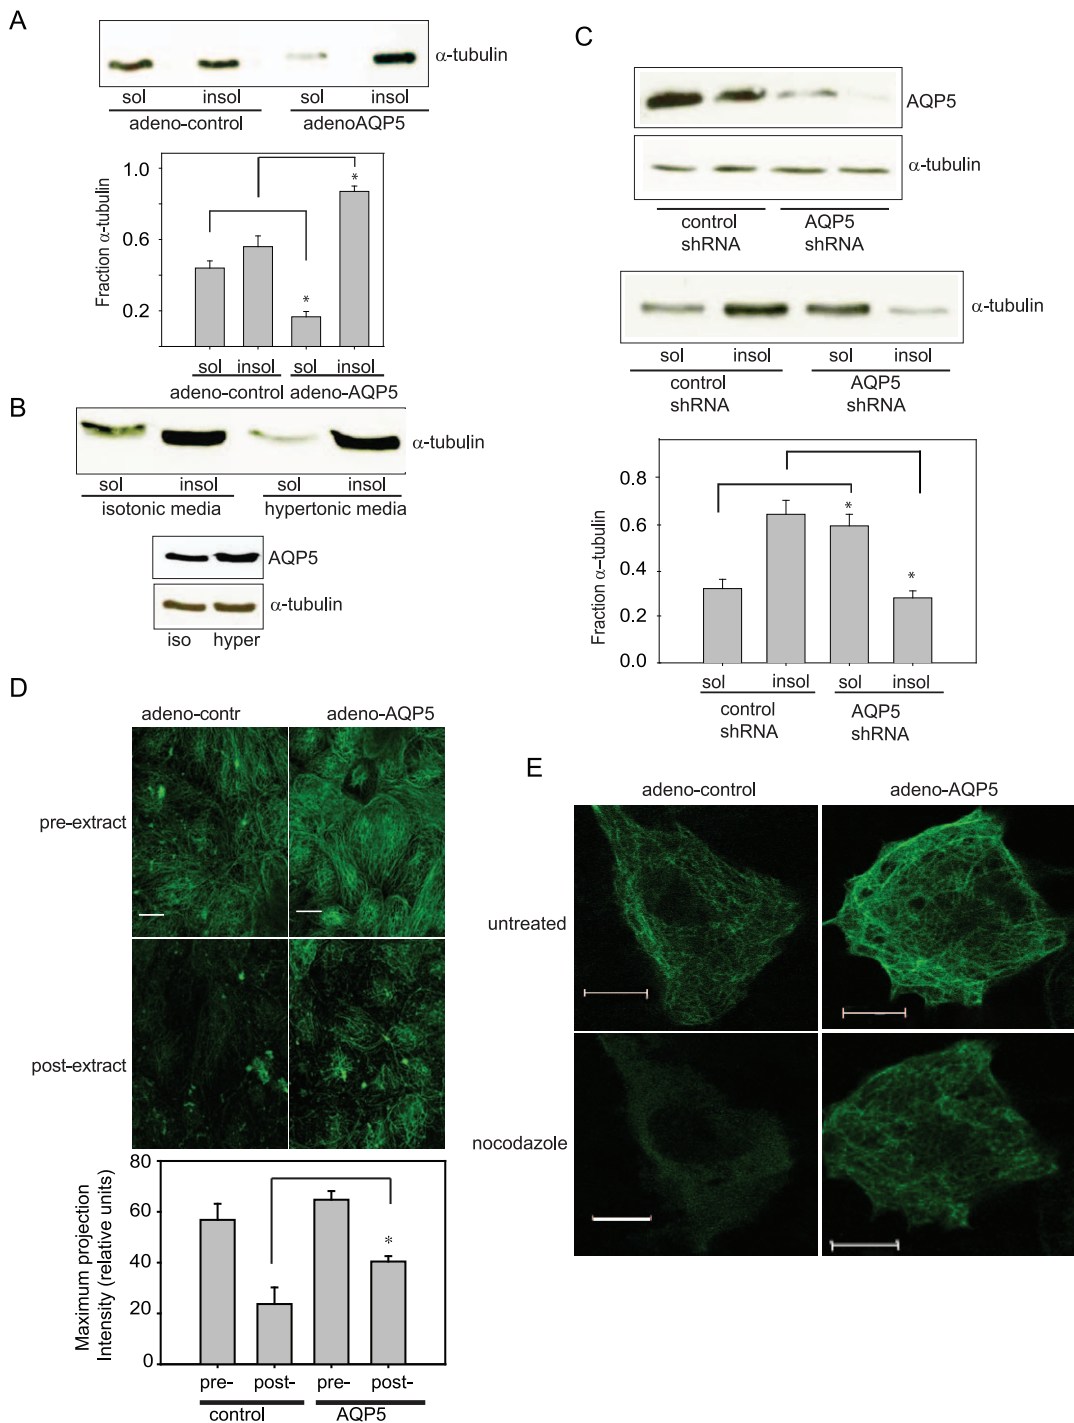 A
α-tubulin
sol insol sol insol
adeno-control adenoAQP5
1.0
0.6
0.2
Fraction α-tubulin
*
*
sol insol sol insol
adeno-control adeno-AQP5
B
α-tubulin
sol insol sol insol
isotonic media hypertonic media
AQP5
α-tubulin
iso hyper
C
AQP5
α-tubulin
control AQP5
shRNA shRNA
α-tubulin
sol insol sol insol
control AQP5
shRNA shRNA
0.8
0.6
0.4
0.2
0.0
Fraction α-tubulin
*
*
sol insol sol insol
control AQP5
shRNA shRNA
D
adeno-contr adeno-AQP5
pre-extract
post-extract
80
60
40
20
0
Maximum projection
Intensity (relative units)
*
pre- post- pre- post-
control AQP5
E
adeno-control adeno-AQP5
untreated
nocodazole